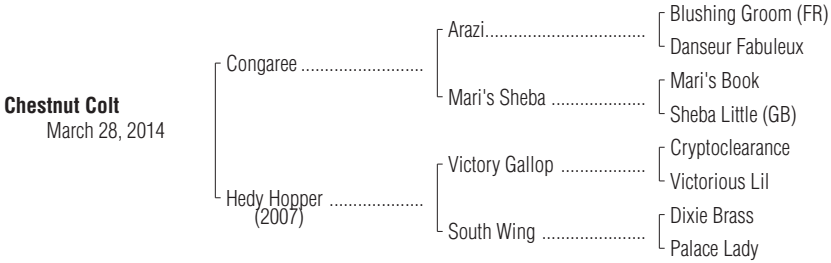 Chestnut Colt
March 28, 2014
Congaree ........................
Hedy Hopper ..................
(2007)
Arazi................................
Mari's Sheba ..................
Victory Gallop ................
South Wing ....................
Blushing Groom (FR)
Danseur Fabuleux
Mari's Book
Sheba Little (GB)
Cryptoclearance
Victorious Lil
Dixie Brass
Palace Lady